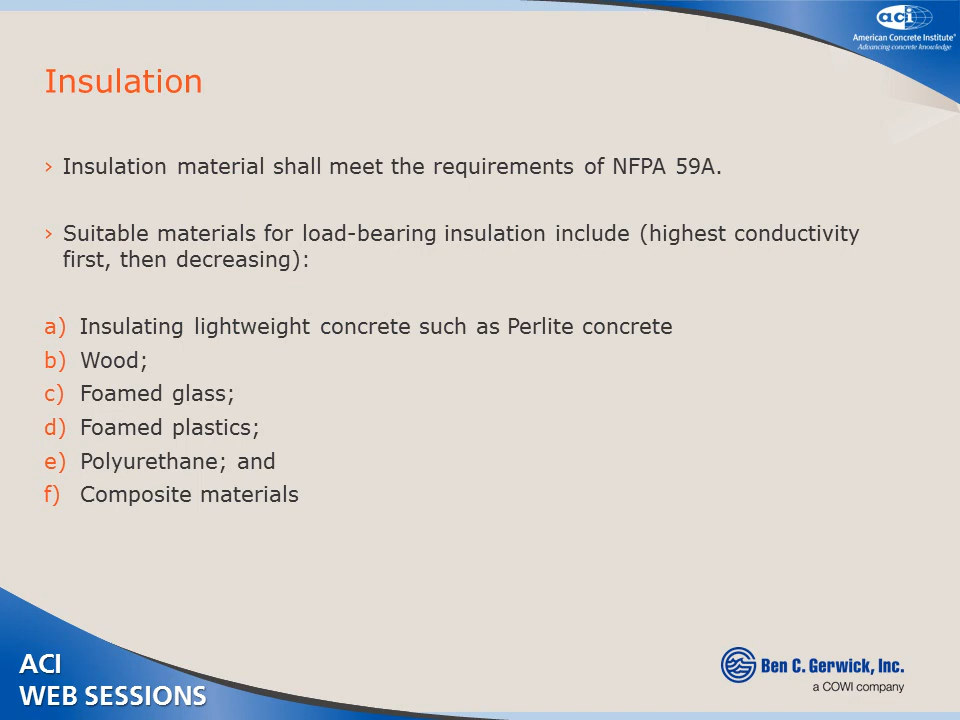 aci
American Concrete Institute®
Advancing concrete knowledge
Insulation
› Insulation material shall meet the requirements of NFPA 59A.
› Suitable materials for load-bearing insulation include (highest conductivity
first, then decreasing):
a) Insulating lightweight concrete such as Perlite concrete
b) Wood;
c) Foamed glass;
d) Foamed plastics;
e) Polyurethane; and
f) Composite materials
ACI
WEB SESSIONS
Ben C. Gerwick, Inc.
a COWI company